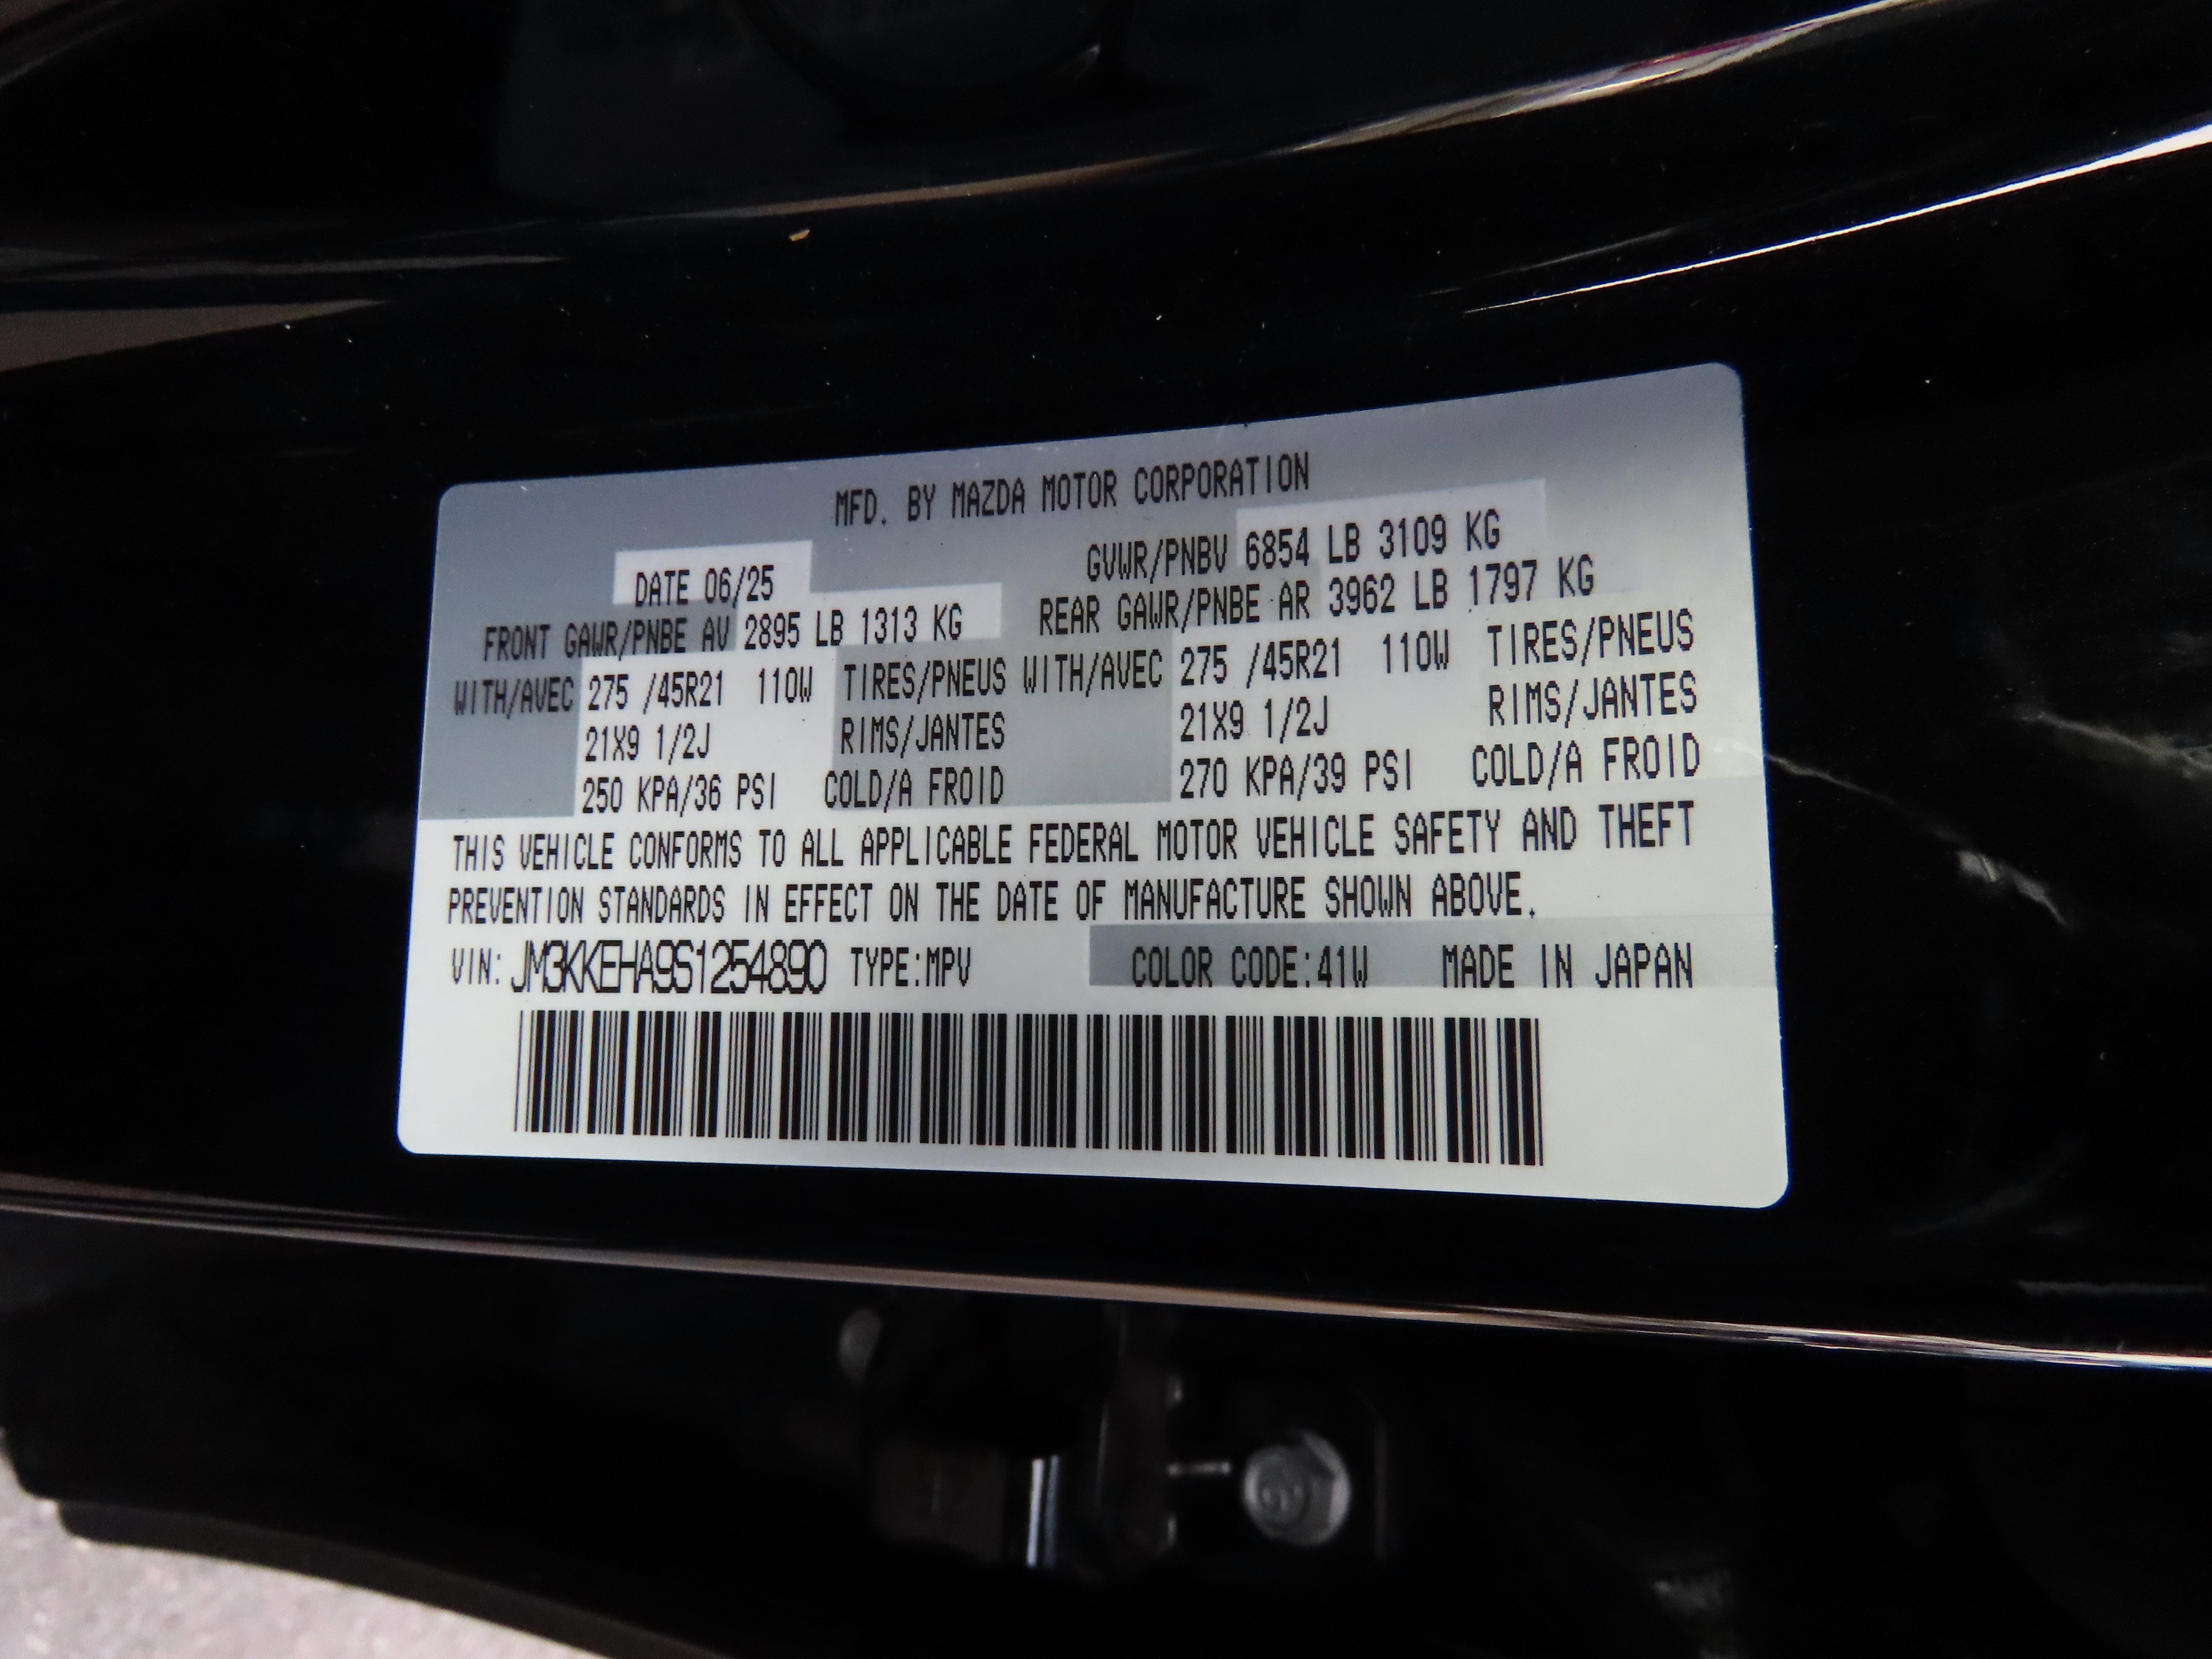 MFD. BY MAZDA MOTOR CORPORATION
DATE 06/25 GVWR/PNBV 6854 LB 3109 KG
FRONT GAWR/PNBE AV 2895 LB 1313 KG REAR GAWR/PNBE AR 3962 LB 1797 KG
WITH/AVEC 275 /45R21 110W TIRES/PNEUS WITH/AVEC 275 /45R21 110W TIRES/PNEUS
21X9 1/2J RIMS/JANTES 21X9 1/2J RIMS/JANTES
250 KPA/36 PSI COLD/A FROID 270 KPA/39 PSI COLD/A FROID
THIS VEHICLE CONFORMS TO ALL APPLICABLE FEDERAL MOTOR VEHICLE SAFETY AND THEFT
PREVENTION STANDARDS IN EFFECT ON THE DATE OF MANUFACTURE SHOWN ABOVE.
VIN: JM3KKEHA9S1254890 TYPE:MPV COLOR CODE:41W MADE IN JAPAN